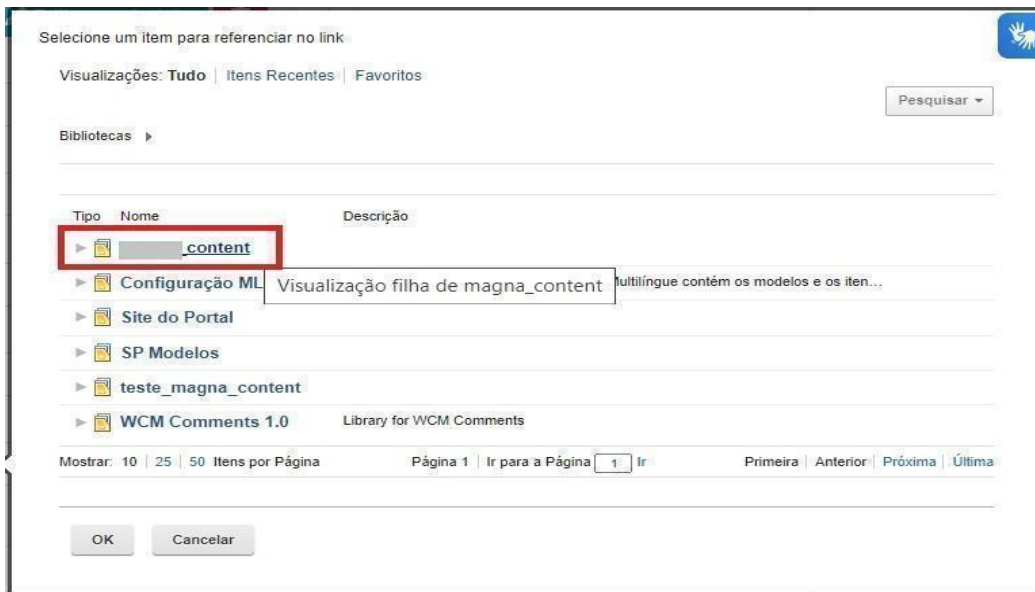 Selecione um item para referenciar no link
Visualizações: Tudo | Itens Recentes | Favoritos
Pesquisar
Bibliotecas
Tipo Nome Descrição
_content
Configuração ML Multilíngue contém os modelos e os iten...
Visualização filha de magna_content
Site do Portal
SP Modelos
teste_magna_content
WCM Comments 1.0 Library for WCM Comments
Mostrar: 10 | 25 | 50 Itens por Página Página 1 | Ir para a Página 1 Ir Primeira | Anterior | Próxima | Última
OK Cancelar